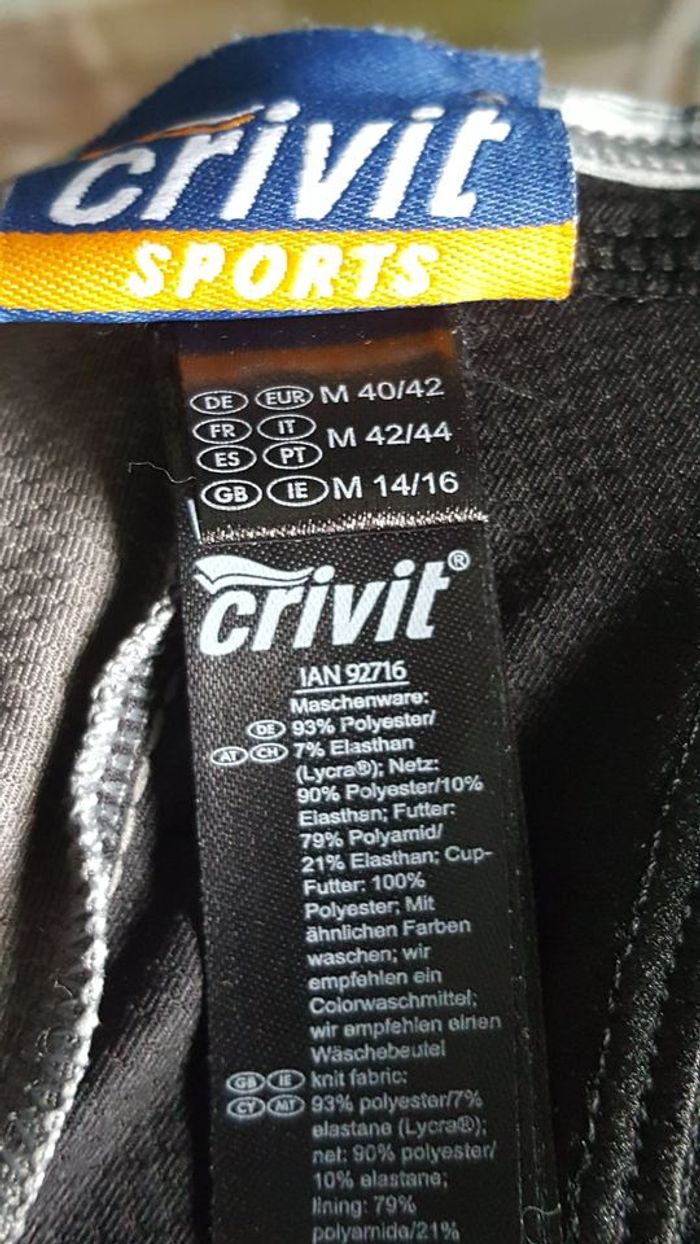 crivit
SPORTS
DE EUR M 40/42
FR IT
ES PT M 42/44
GB IE M 14/16
crivit®
IAN 92716
Maschenware:
DE 93% Polyester/
AT CH 7% Elasthan
(Lycra®); Netz:
90% Polyester/10%
Elasthan; Futter:
79% Polyamid/
21% Elasthan; Cup-
Futter: 100%
Polyester; Mit
ähnlichen Farben
waschen; wir
empfehlen ein
Colorwaschmittel;
wir empfehlen einen
Wäschebeutel
GB IE knit fabric:
CY MT 93% polyester/7%
elastane (Lycra®);
net: 90% polyester/
10% elastane;
lining: 79%
polyamide/21%